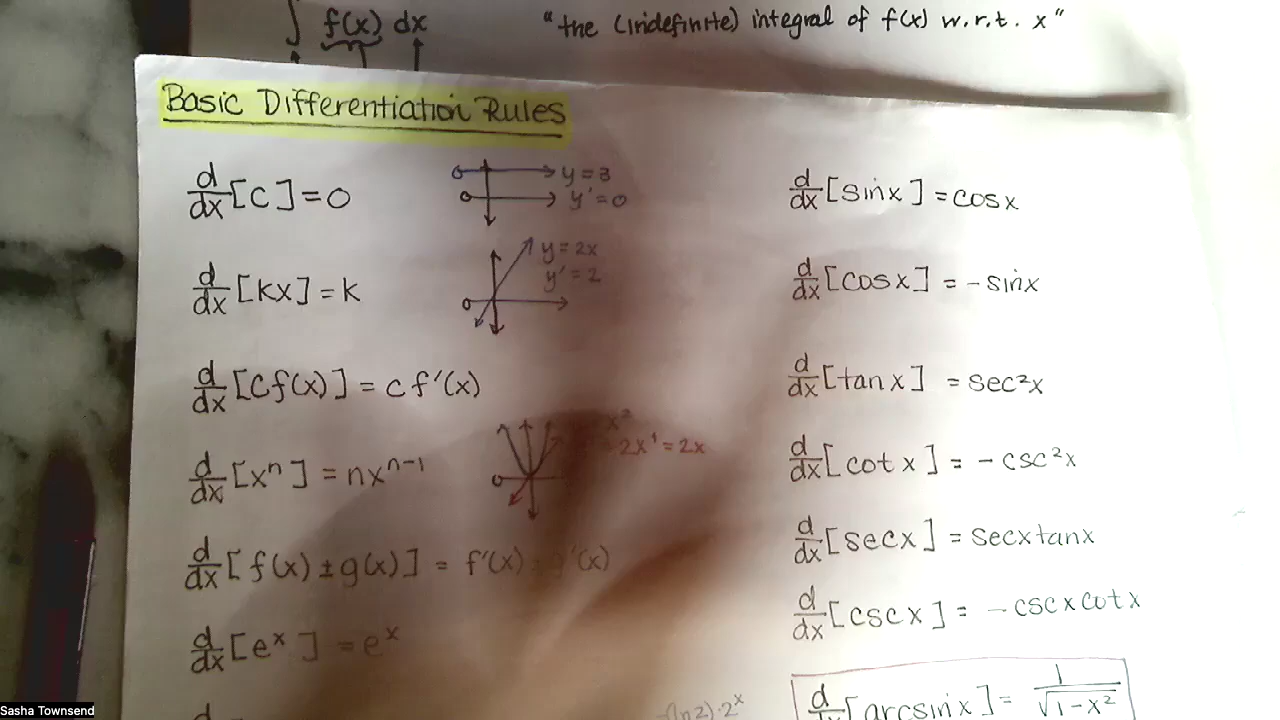 ∫ f(x) dx "the (indefinite) integral of f(x) w.r.t. x"
Basic Differentiation Rules
d/dx [c] = 0
y = 3
y' = 0
d/dx [kx] = k
y = 2x
y' = 2
d/dx [cf(x)] = c f'(x)
d/dx [xⁿ] = nxⁿ⁻¹
x²
2x¹ = 2x
d/dx [f(x) ± g(x)] = f'(x) ± g'(x)
d/dx [eˣ] = eˣ
d
(ln2)·2ˣ
d/dx [sin x] = cos x
d/dx [cos x] = - sin x
d/dx [tan x] = sec²x
d/dx [cot x] = - csc²x
d/dx [sec x] = sec x tan x
d/dx [csc x] = - csc x cot x
d/dx [arcsin x] = 1/√(1-x²)
Sasha Townsend